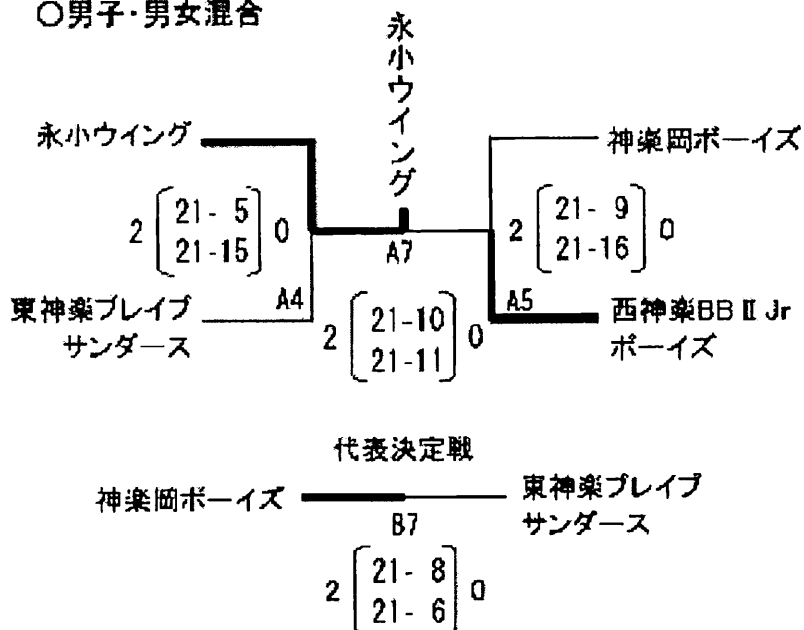 ○男子・男女混合
永小ウイング
永小ウイング
神楽岡ボーイズ
2 [21- 5 21-15] 0
2 [21- 9 21-16] 0
A7
東神楽ブレイブ
サンダース
A4
A5
西神楽BBⅡJr
ボーイズ
2 [21-10 21-11] 0
代表決定戦
神楽岡ボーイズ
東神楽ブレイブ
サンダース
B7
2 [21- 8 21- 6] 0